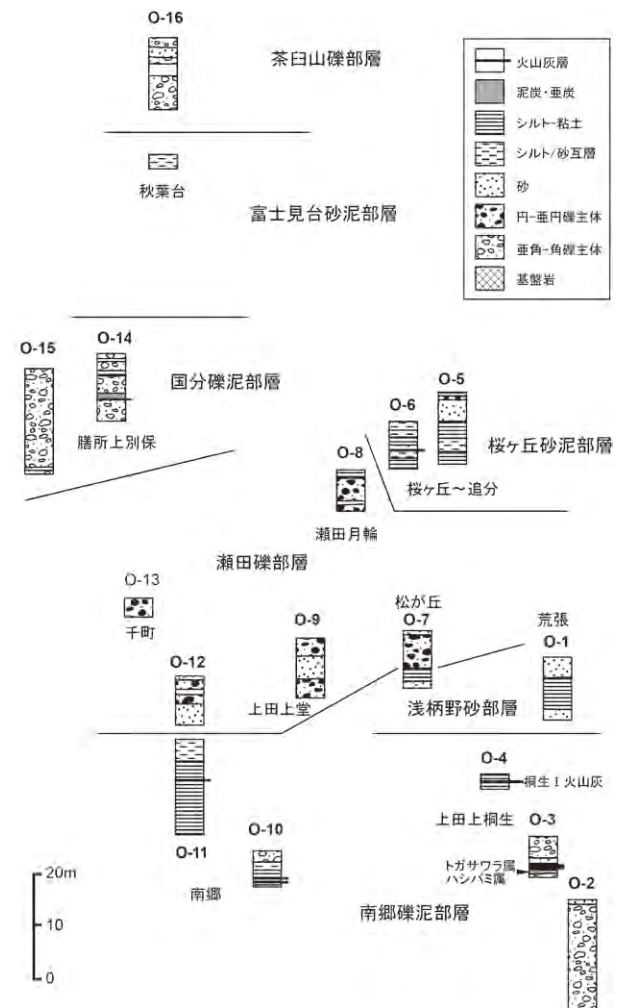 O-16
茶臼山礫部層
火山灰層
泥炭・亜炭
シルト-粘土
シルト/砂互層
砂
円-亜円礫主体
亜角-角礫主体
基盤岩
秋葉台
富士見台砂泥部層
O-15
O-14
国分礫泥部層
膳所上別保
O-5
O-6
桜ヶ丘砂泥部層
桜ヶ丘～追分
O-8
瀬田月輪
瀬田礫部層
O-13
千町
O-9
上田上堂
松が丘
O-7
荒張
O-1
O-12
浅柄野砂部層
O-4
桐生Ⅰ火山灰
上田上桐生
O-3
トガサワラ属
ハシバミ属
O-11
O-10
南郷
O-2
南郷礫泥部層
20m
10
0